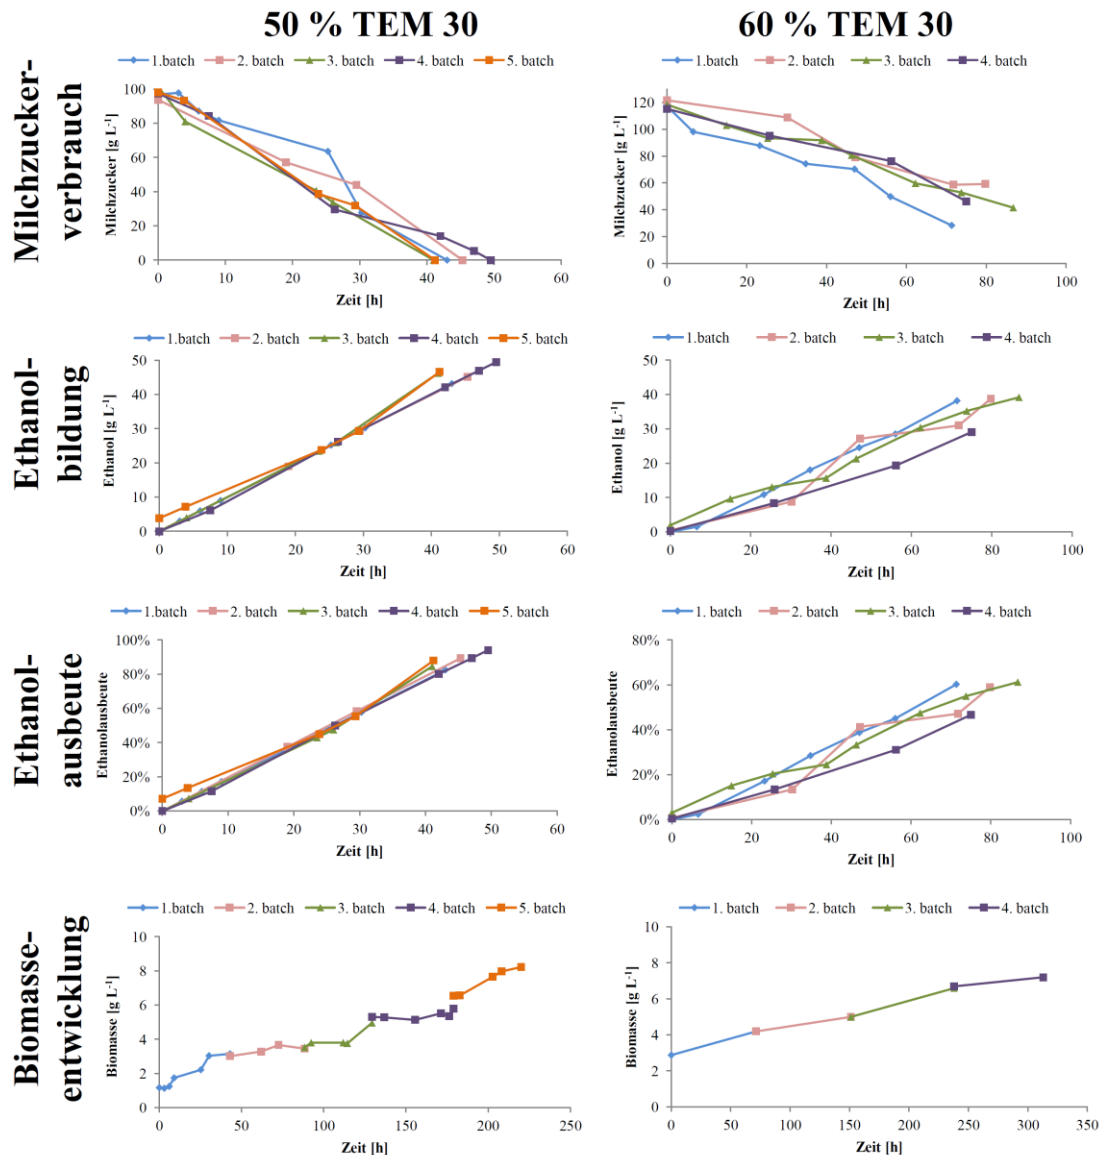 50 % TEM 30
60 % TEM 30
Milchzucker-
verbrauch
1.batch 2. batch 3. batch 4. batch 5. batch
Milchzucker [g L-1]
100
80
60
40
20
0
0 10 20 30 40 50 60
Zeit [h]
1.batch 2. batch 3. batch 4. batch
Milchzucker [g L-1]
120
100
80
60
40
20
0
0 20 40 60 80 100
Zeit [h]
Ethanol-
bildung
1.batch 2. batch 3. batch 4. batch 5. batch
Ethanol [g L-1]
50
40
30
20
10
0
0 10 20 30 40 50 60
Zeit [h]
1.batch 2. batch 3. batch 4. batch
Ethanol [g L-1]
50
40
30
20
10
0
0 20 40 60 80 100
Zeit [h]
Ethanol-
ausbeute
1.batch 2. batch 3. batch 4. batch 5. batch
Ethanolausbeute
100%
80%
60%
40%
20%
0%
0 10 20 30 40 50 60
Zeit [h]
1.batch 2. batch 3. batch 4. batch
Ethanolausbeute
80%
60%
40%
20%
0%
0 20 40 60 80 100
Zeit [h]
Biomasse-
entwicklung
1.batch 2. batch 3. batch 4. batch 5. batch
Biomasse [g L-1]
10
8
6
4
2
0
0 50 100 150 200 250
Zeit [h]
1. batch 2. batch 3. batch 4. batch
Biomasse [g L-1]
10
8
6
4
2
0
0 50 100 150 200 250 300 350
Zeit [h]